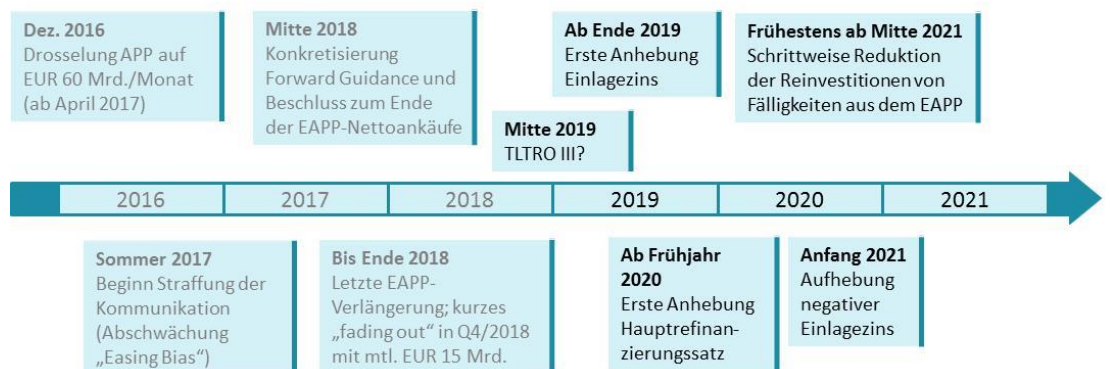 Dez. 2016
Drosselung APP auf
EUR 60 Mrd./Monat
(ab April 2017)
Mitte 2018
Konkretisierung
Forward Guidance und
Beschluss zum Ende
der EAPP-Nettoankäufe
Ab Ende 2019
Erste Anhebung
Einlagezins
Frühestens ab Mitte 2021
Schrittweise Reduktion
der Reinvestitionen von
Fälligkeiten aus dem EAPP
Mitte 2019
TLTRO III?
2016 2017 2018 2019 2020 2021
Sommer 2017
Beginn Straffung der
Kommunikation
(Abschwächung
„Easing Bias“)
Bis Ende 2018
Letzte EAPP-
Verlängerung; kurzes
„fading out“ in Q4/2018
mit mtl. EUR 15 Mrd.
Ab Frühjahr
2020
Erste Anhebung
Hauptrefinan-
zierungssatz
Anfang 2021
Aufhebung
negativer
Einlagezins